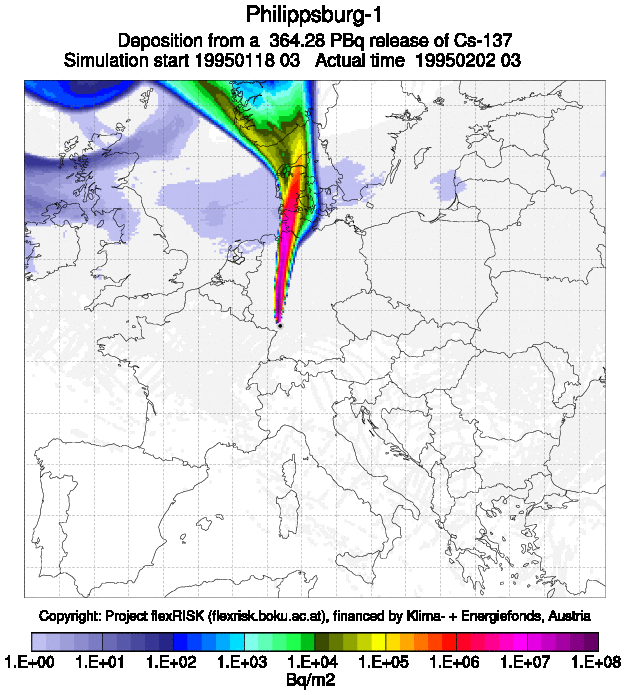 Philippsburg-1
Deposition from a 364.28 PBq release of Cs-137
Simulation start 19950118 03 Actual time 19950202 03
Copyright: Project flexRISK (flexrisk.boku.ac.at), financed by Klima- + Energiefonds, Austria
1.E+00 1.E+01 1.E+02 1.E+03 1.E+04 1.E+05 1.E+06 1.E+07 1.E+08
Bq/m2